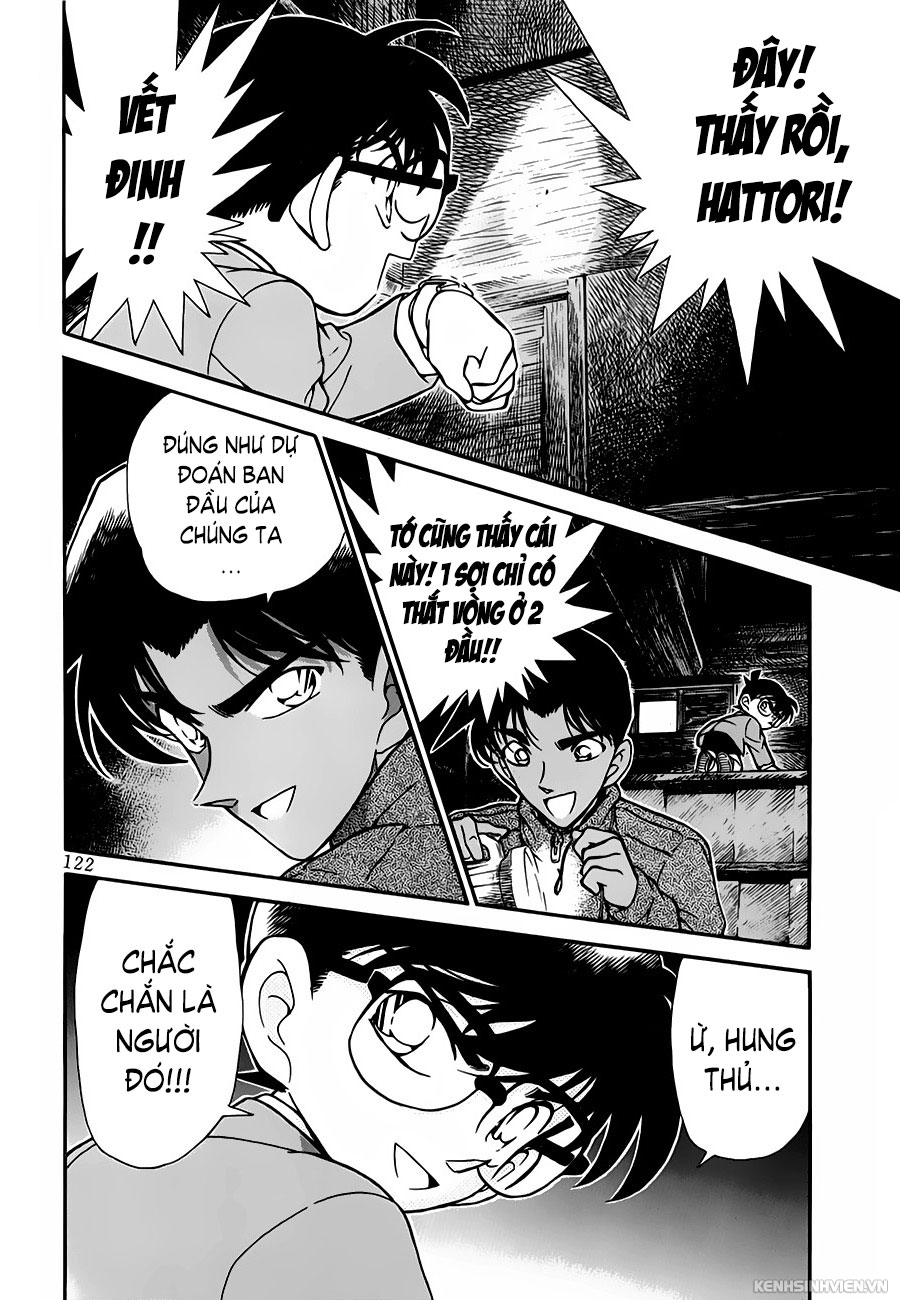 ĐÂY!
THẤY RỒI,
HATTORI!
VẾT
ĐINH
!!
TỚ CŨNG THẤY CÁI
NÀY! 1 SỢI CHỈ CÓ
THẮT VÒNG Ở 2
ĐẦU!!
ĐÚNG NHƯ DỰ
ĐOÁN BAN
ĐẦU CỦA
CHÚNG TA
...
122
Ừ, HUNG
THỦ...
CHẮC
CHẮN LÀ
NGƯỜI
ĐÓ!!!
KENHSINHVIEN.VN